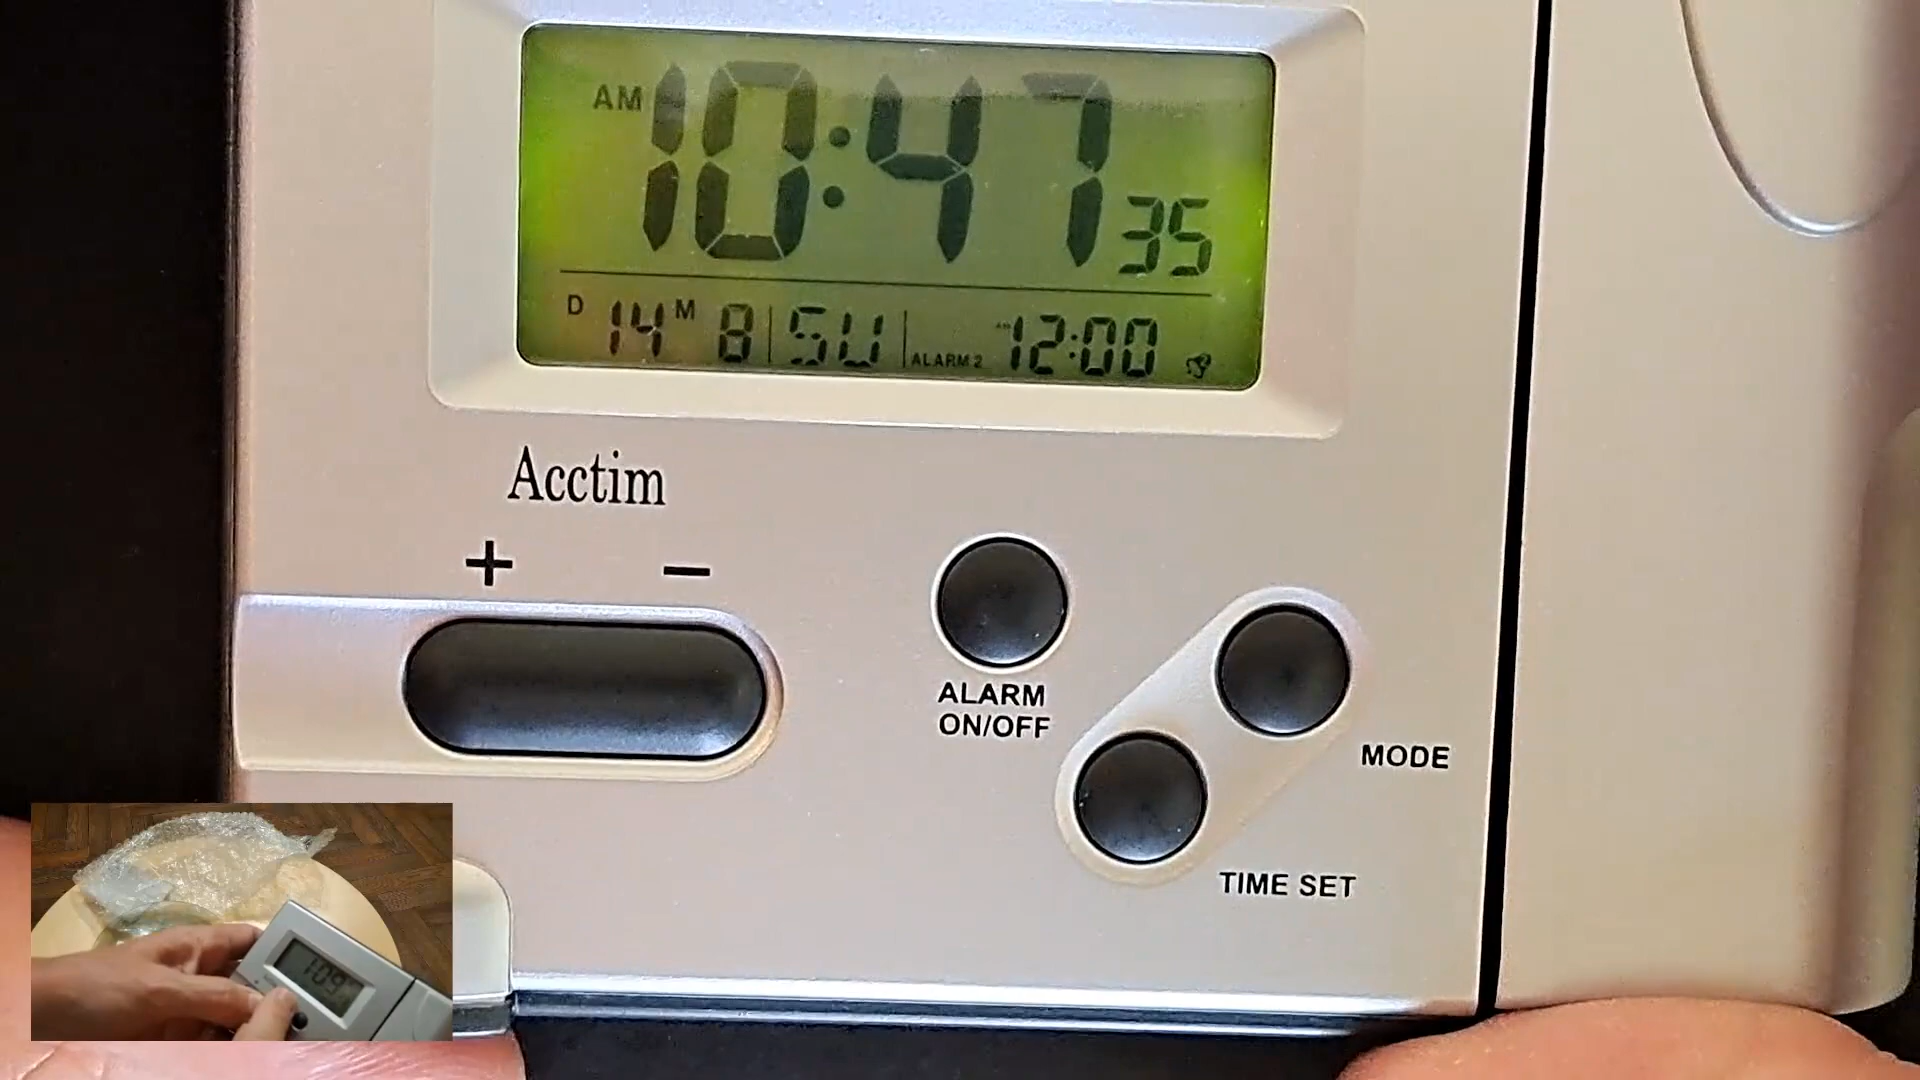 AM 10:47 35
D 14 M 8 SU ALARM 2 12:00
Acctim
+ −
ALARM
ON/OFF
MODE
TIME SET